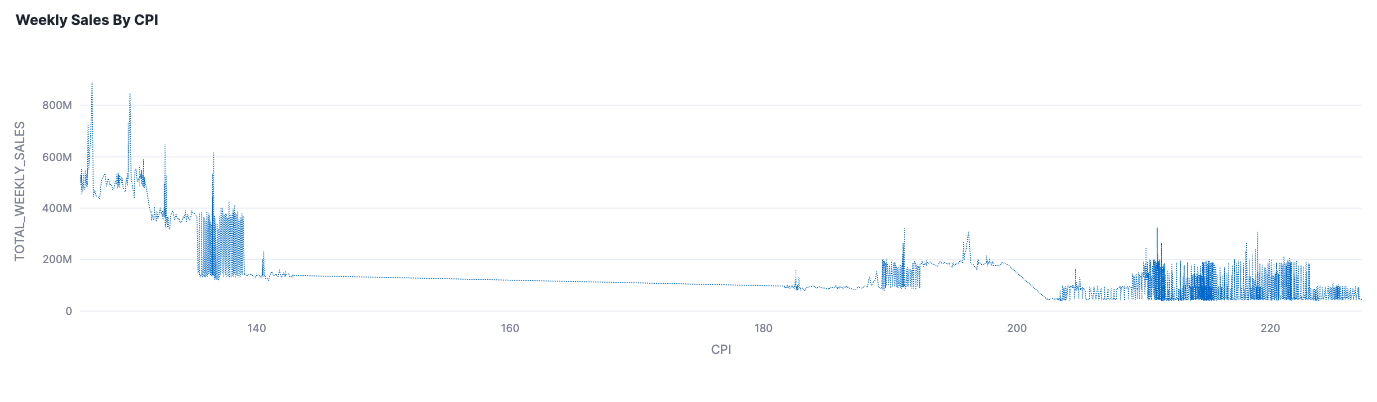 Weekly Sales By CPI
TOTAL_WEEKLY_SALES
800M
600M
400M
200M
0
140 160 180 200 220
CPI